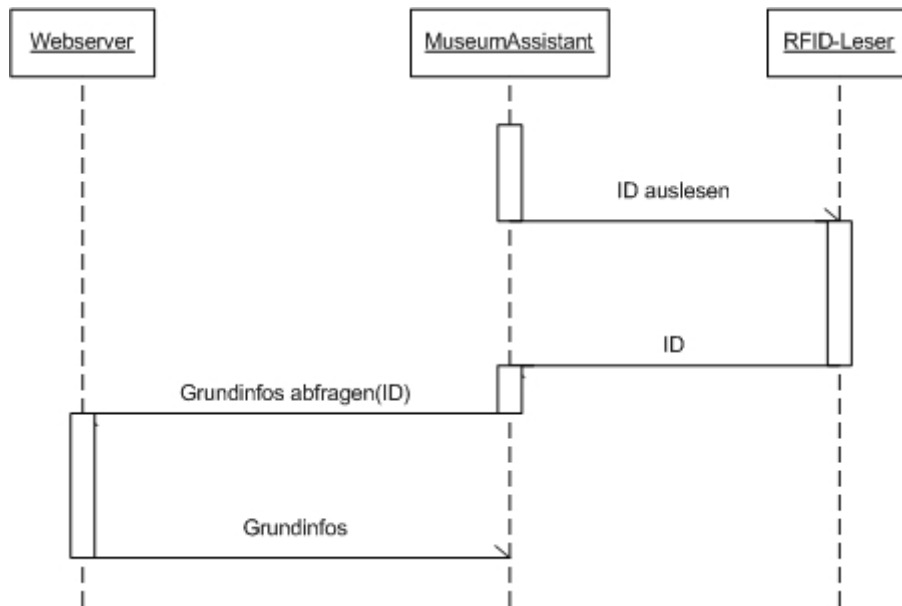 Webserver
MuseumAssistant
RFID-Leser
ID auslesen
ID
Grundinfos abfragen(ID)
Grundinfos